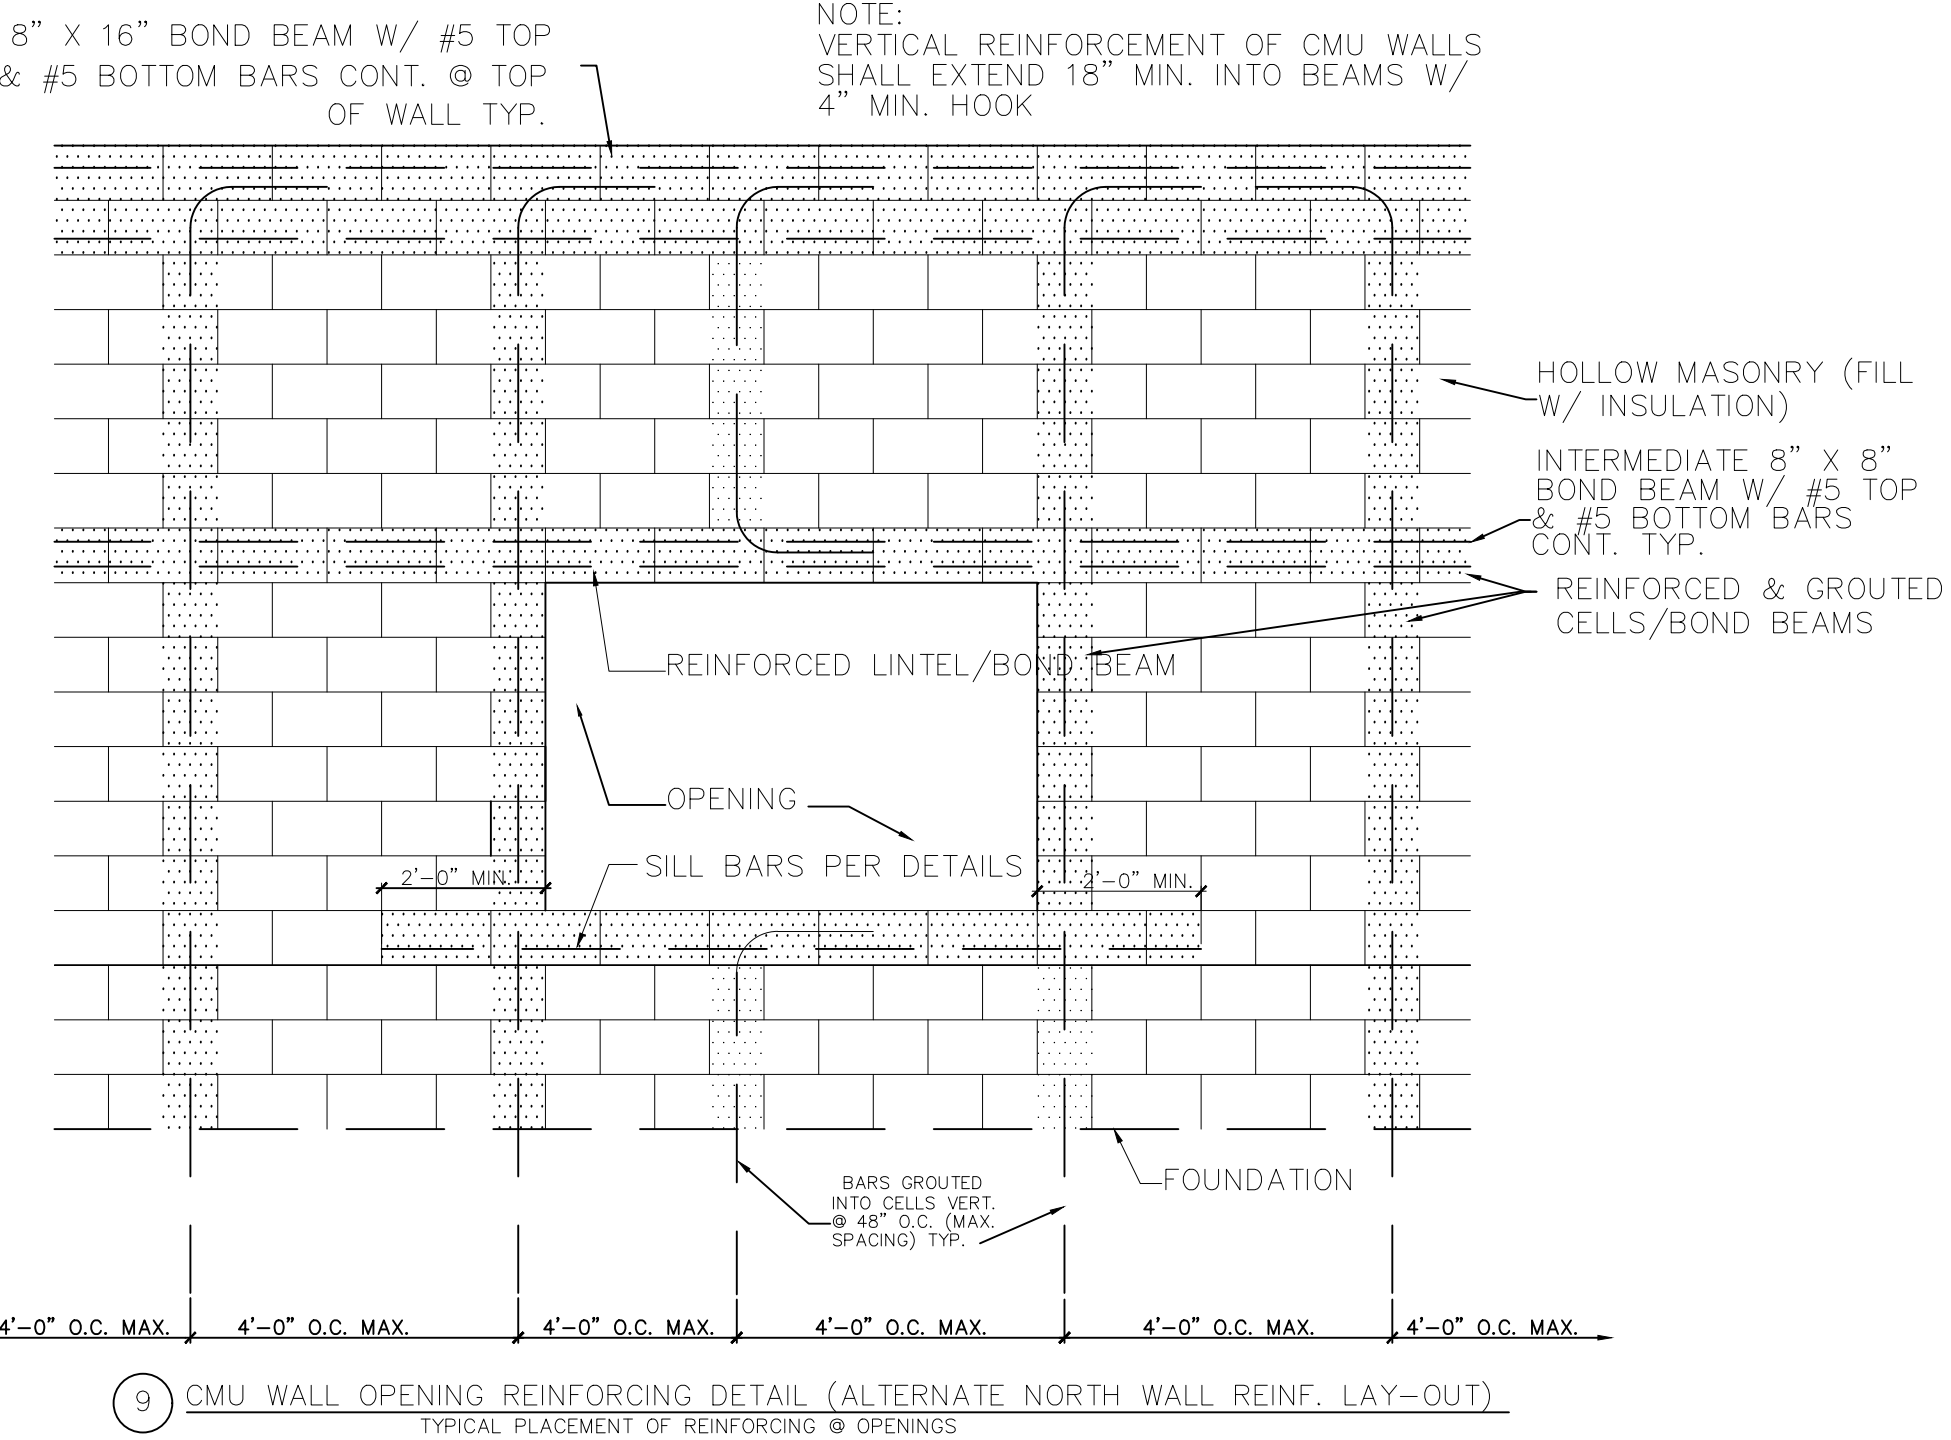 8” X 16” BOND BEAM W/ #5 TOP
& #5 BOTTOM BARS CONT. @ TOP
OF WALL TYP.
NOTE:
VERTICAL REINFORCEMENT OF CMU WALLS
SHALL EXTEND 18” MIN. INTO BEAMS W/
4” MIN. HOOK
HOLLOW MASONRY (FILL
W/ INSULATION)
INTERMEDIATE 8” X 8”
BOND BEAM W/ #5 TOP
& #5 BOTTOM BARS
CONT. TYP.
REINFORCED & GROUTED
CELLS/BOND BEAMS
REINFORCED LINTEL/BOND BEAM
OPENING
SILL BARS PER DETAILS
2’-0” MIN.
2’-0” MIN.
FOUNDATION
BARS GROUTED
INTO CELLS VERT.
@ 48” O.C. (MAX.
SPACING) TYP.
4’-0” O.C. MAX.
4’-0” O.C. MAX.
4’-0” O.C. MAX.
4’-0” O.C. MAX.
4’-0” O.C. MAX.
4’-0” O.C. MAX.
9
CMU WALL OPENING REINFORCING DETAIL (ALTERNATE NORTH WALL REINF. LAY-OUT)
TYPICAL PLACEMENT OF REINFORCING @ OPENINGS